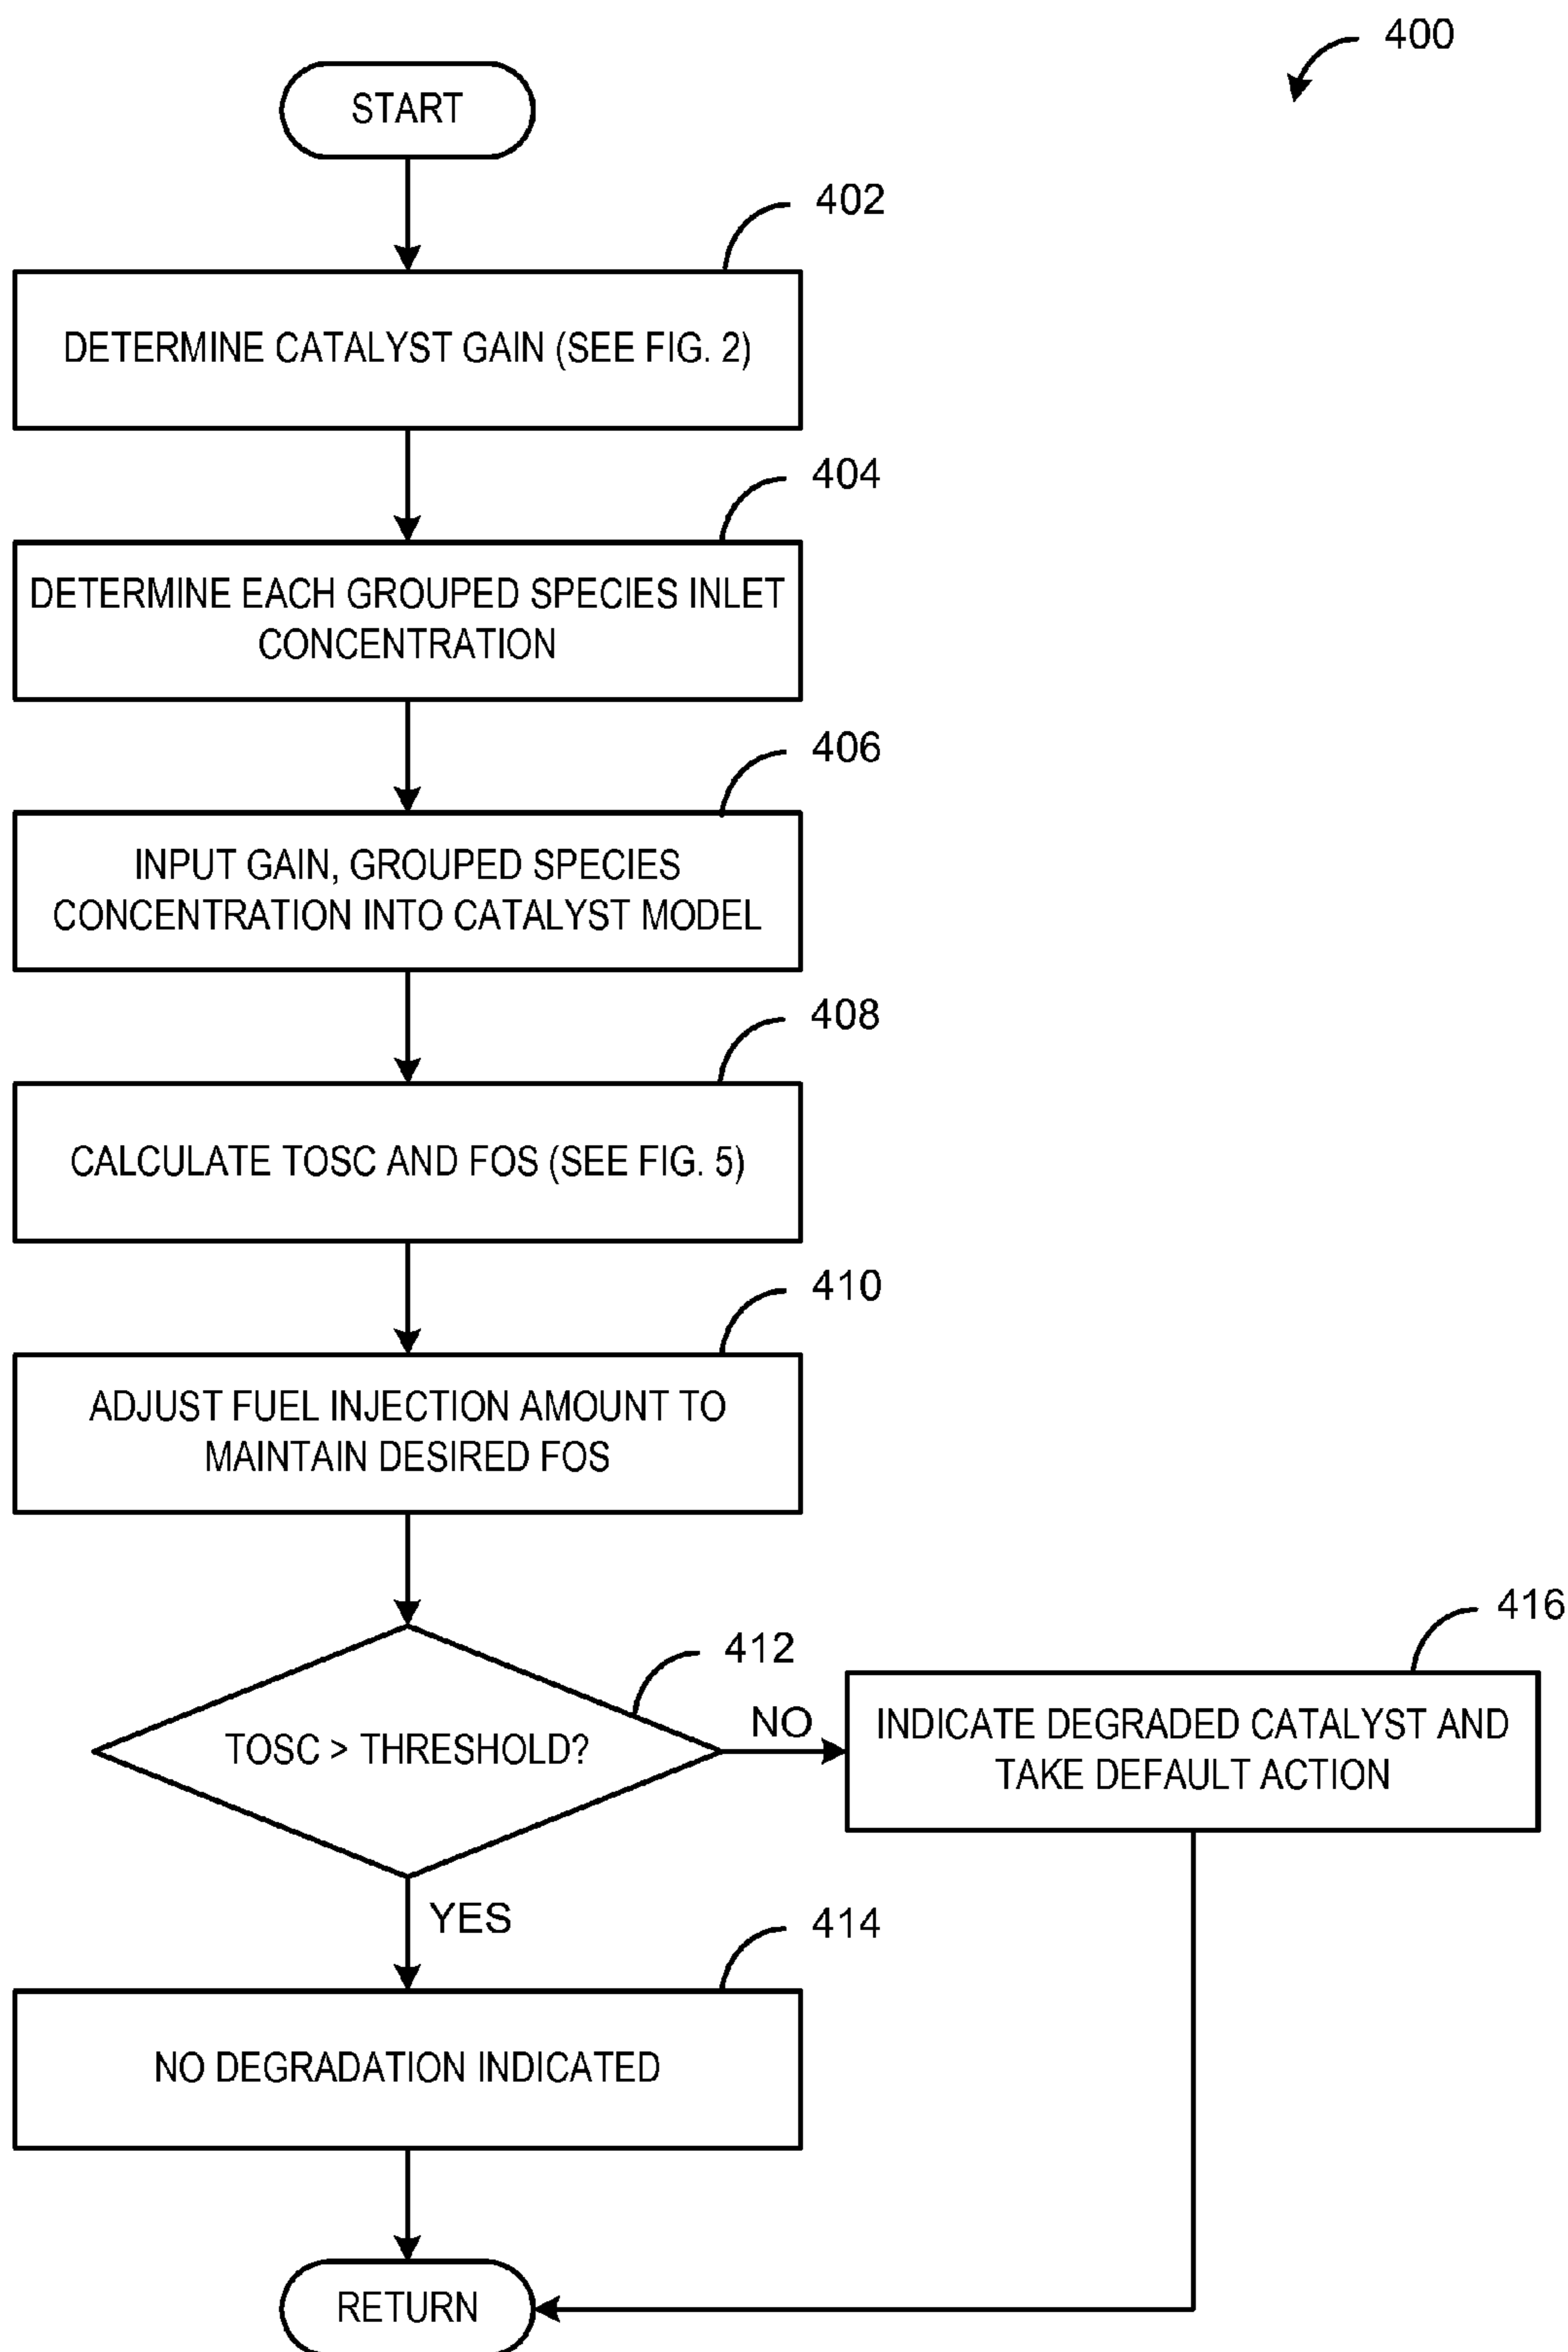 400
START
402
DETERMINE CATALYST GAIN (SEE FIG. 2)
404
DETERMINE EACH GROUPED SPECIES INLET
CONCENTRATION
406
INPUT GAIN, GROUPED SPECIES
CONCENTRATION INTO CATALYST MODEL
408
CALCULATE TOSC AND FOS (SEE FIG. 5)
410
ADJUST FUEL INJECTION AMOUNT TO
MAINTAIN DESIRED FOS
412
TOSC > THRESHOLD?
NO
416
INDICATE DEGRADED CATALYST AND
TAKE DEFAULT ACTION
YES
414
NO DEGRADATION INDICATED
RETURN